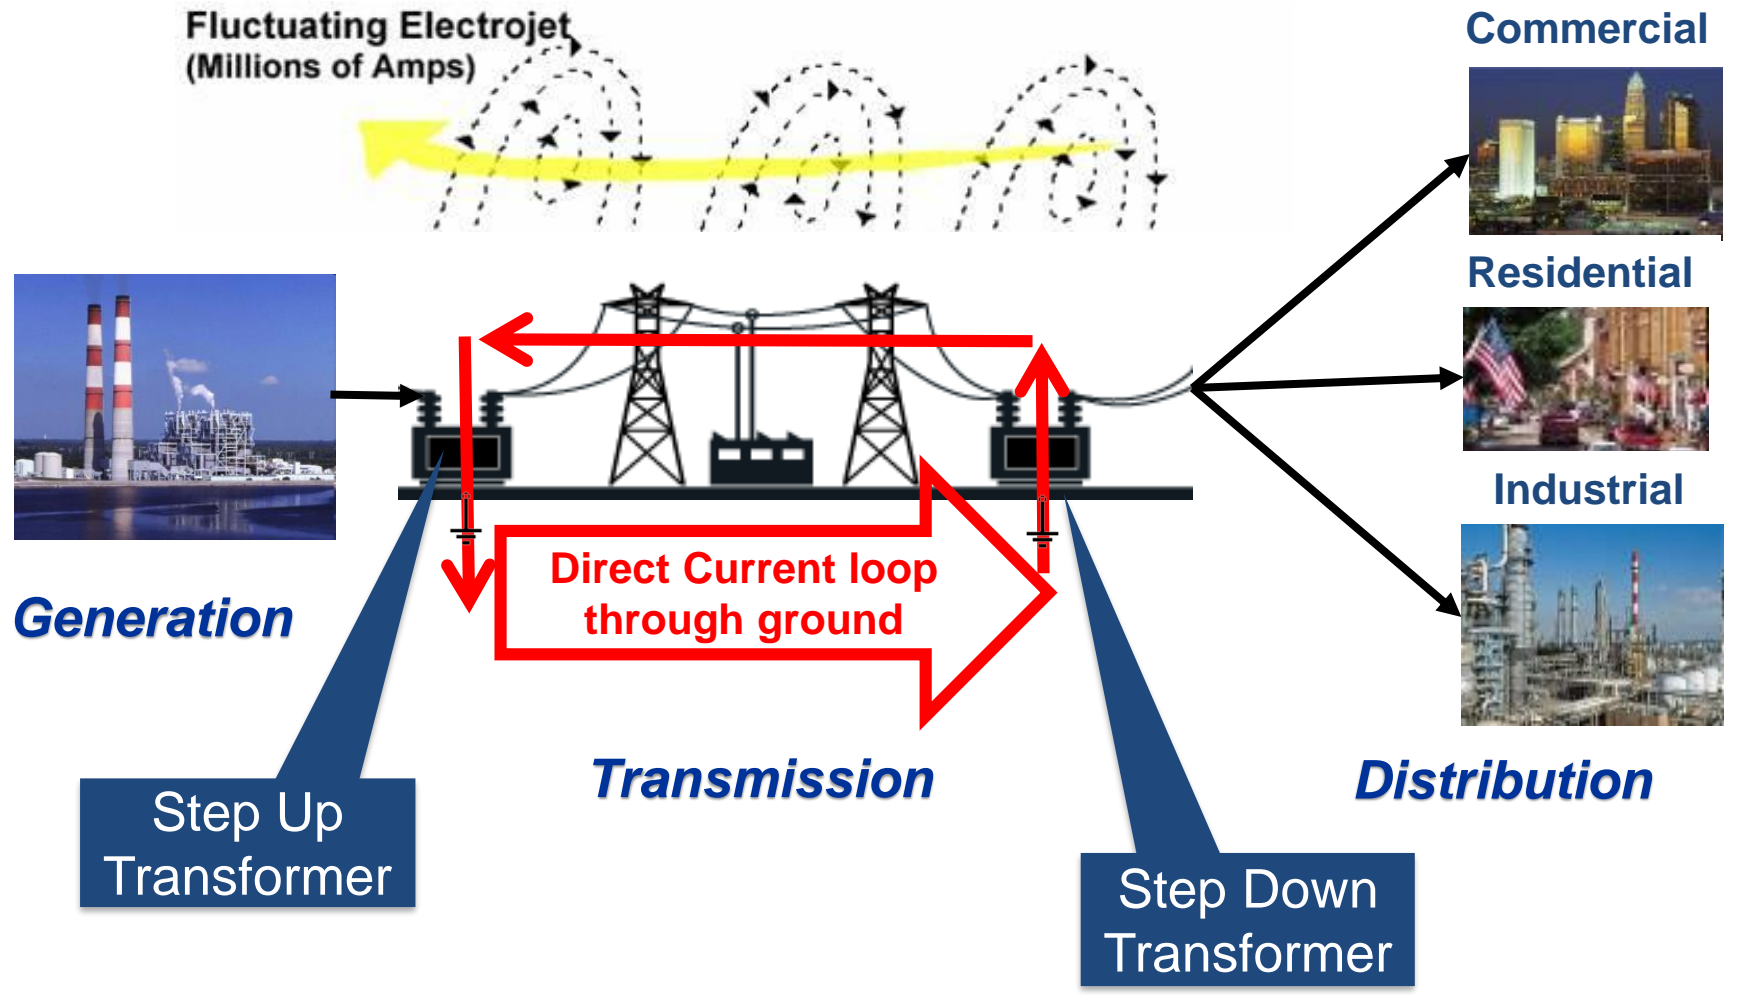 Fluctuating Electrojet
(Millions of Amps)
Commercial
Residential
Industrial
Direct Current loop
through ground
Generation
Transmission
Distribution
Step Up
Transformer
Step Down
Transformer